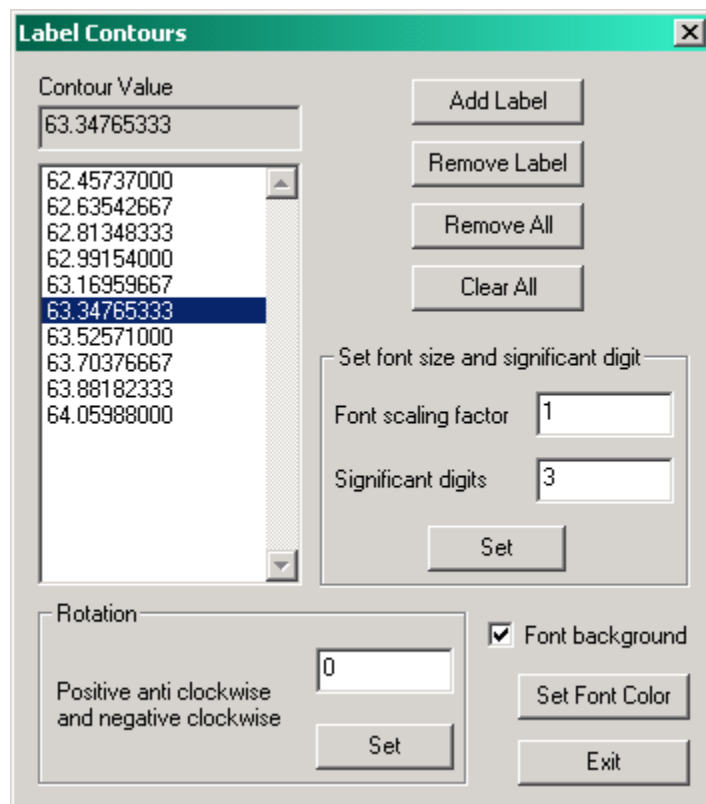 Label Contours
Contour Value
63.34765333
62.45737000
62.63542667
62.81348333
62.99154000
63.16959667
63.34765333
63.52571000
63.70376667
63.88182333
64.05988000
Add Label
Remove Label
Remove All
Clear All
Set font size and significant digit
Font scaling factor 1
Significant digits 3
Set
Rotation
0
Positive anti clockwise
and negative clockwise
Set
Font background
Set Font Color
Exit